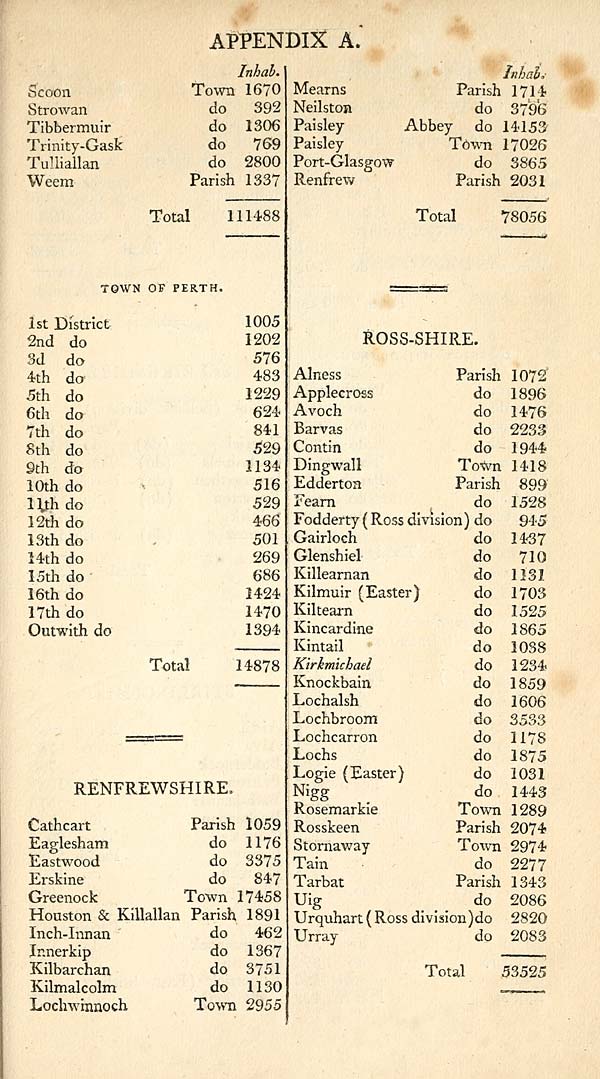 APPENDIX A.
Inhab.
Scoon Town 1670
Strowan do 392
Tibbermuir do 1306
Trinity-Gask do 769
Tulliallan do 2800
Weem Parish 1337
Total 111488
TOWN OF PERTH.
1st District 1005
2nd do 1202
3d do 576
4th do 483
5th do 1229
6th do 624
7th do 841
8th do 529
9th do 1134
10th do 516
11th do 529
12th do 466
13th do 501
14th do 269
15th do 686
16th do 1424
17th do 1470
Outwith do 1394
Total 14878
RENFREWSHIRE.
Cathcart Parish 1059
Eaglesham do 1176
Eastwood do 3375
Erskine do 847
Greenock Town 17458
Houston & Killallan Parish 1891
Inch-Innan do 462
Innerkip do 1367
Kilbarchan do 3751
Kilmalcolm do 1130
Lochwinnoch Town 2955
Inhab.
Mearns Parish 1714
Neilston do 3796
Paisley Abbey do 14153
Paisley Town 17026
Port-Glasgow do 3865
Renfrew Parish 2031
Total 78056
ROSS-SHIRE.
Alness Parish 1072
Applecross do 1896
Avoch do 1476
Barvas do 2233
Contin do 1944
Dingwall Town 1418
Edderton Parish 899
Fearn do 1528
Fodderty (Ross division) do 945
Gairloch do 1437
Glenshiel do 710
Killearnan do 1131
Kilmuir (Easter) do 1703
Kiltearn do 1525
Kincardine do 1865
Kintail do 1038
Kirkmichael do 1234
Knockbain do 1859
Lochalsh do 1606
Lochbroom do 3533
Lochcarron do 1178
Lochs do 1875
Logie (Easter) do 1031
Nigg do 1443
Rosemarkie Town 1289
Rosskeen Parish 2074
Stornaway Town 2974
Tain do 2277
Tarbat Parish 1343
Uig do 2086
Urquhart (Ross division) do 2820
Urray do 2083
Total 53525